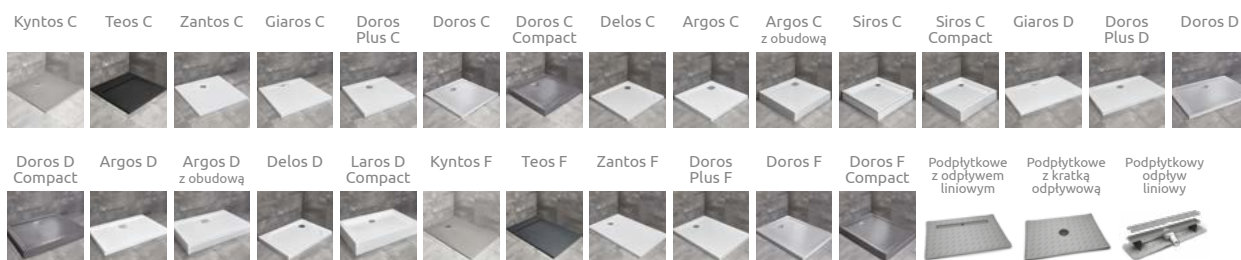 Kyntos C
Teos C
Zantos C
Giaros C
Doros
Plus C
Doros C
Doros C
Compact
Delos C
Argos C
Argos C
z obudową
Siros C
Siros C
Compact
Giaros D
Doros
Plus D
Doros D
Doros D
Compact
Argos D
Argos D
z obudową
Delos D
Laros D
Compact
Kyntos F
Teos F
Zantos F
Doros
Plus F
Doros F
Doros F
Compact
Podpłytkowe
z odpływem
liniowym
Podpłytkowe
z kratką
odpływową
Podpłytkowy
odpływ
liniowy